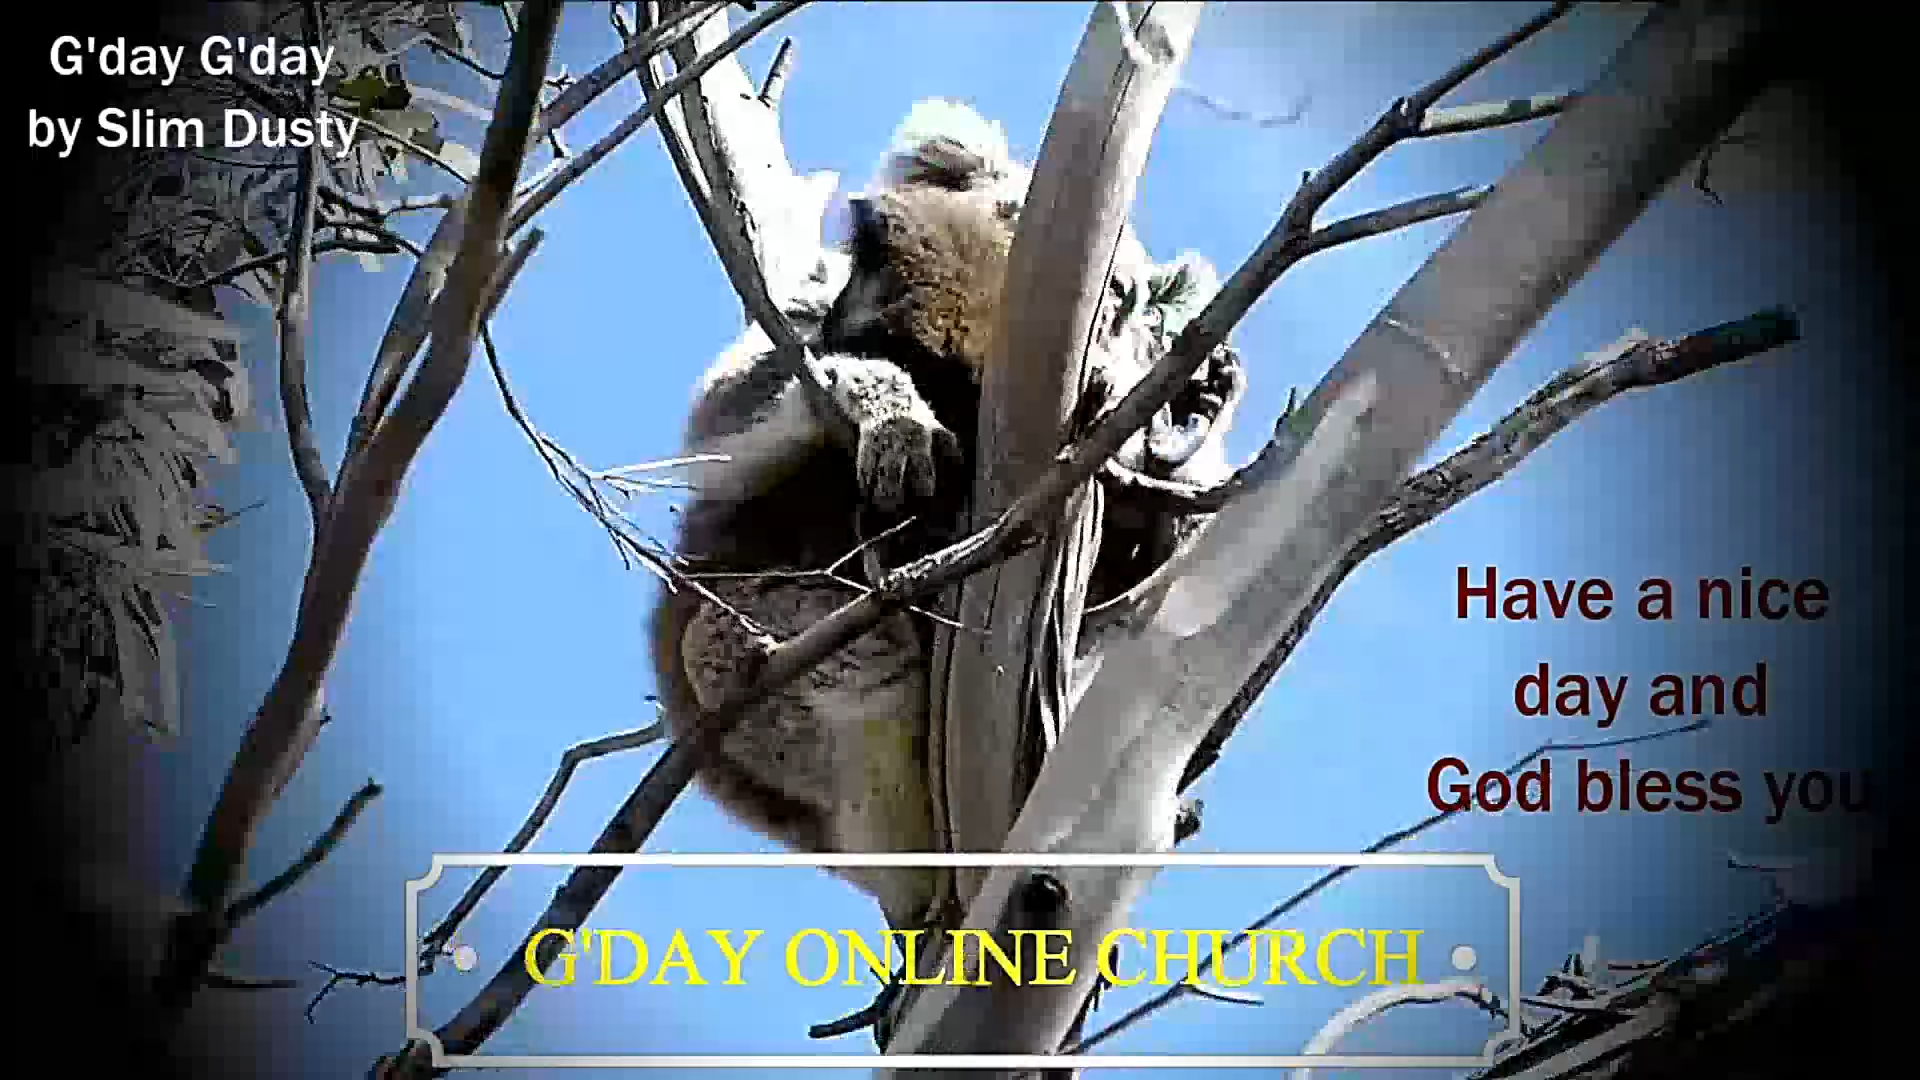 G'day G'day
by Slim Dusty
Have a nice
day and
God bless you
G'DAY ONLINE CHURCH